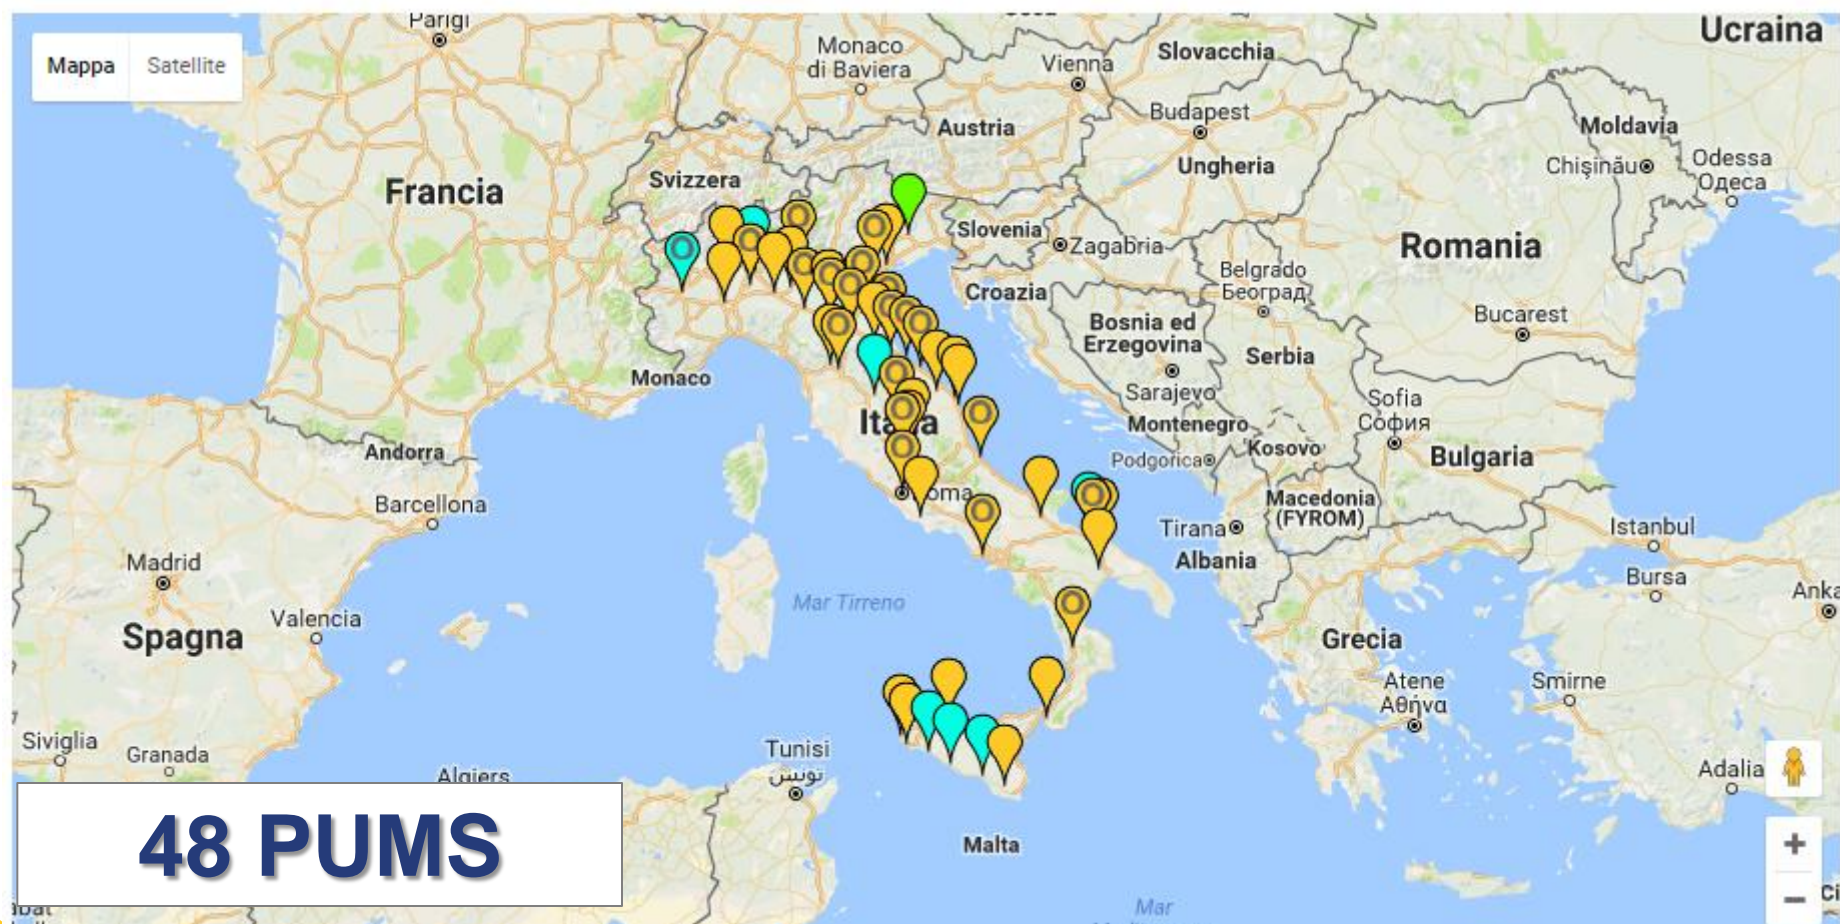 Parigi
Ucraina
Mappa
Satellite
Monaco
di Baviera
Vienna
Slovacchia
Budapest
Austria
Moldavia
Chişinău
Odessa
Одеса
Ungheria
Svizzera
Francia
Slovenia
Zagabria
Romania
Belgrado
Београд
Croazia
Bucarest
Bosnia ed
Erzegovina
Serbia
Monaco
Sarajevo
Sofia
София
Montenegro
Kosovo
Andorra
Podgorica
Bulgaria
Barcellona
Macedonia
(FYROM)
Tirana
Istanbul
Madrid
Albania
Bursa
Mar Tirreno
Valencia
Spagna
Grecia
Atene
Αθήνα
Smirne
Siviglia
Granada
Tunisi
تونس
Algiers
Adalia
48 PUMS
Malta
Mar